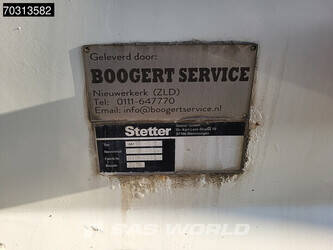 70313582
Geleverd door:
BOOGERT SERVICE
Nieuwerkerk (ZLD)
Tel: 0111-647770
Email: info@boogertservice.nl
Stetter
BAS WORLD